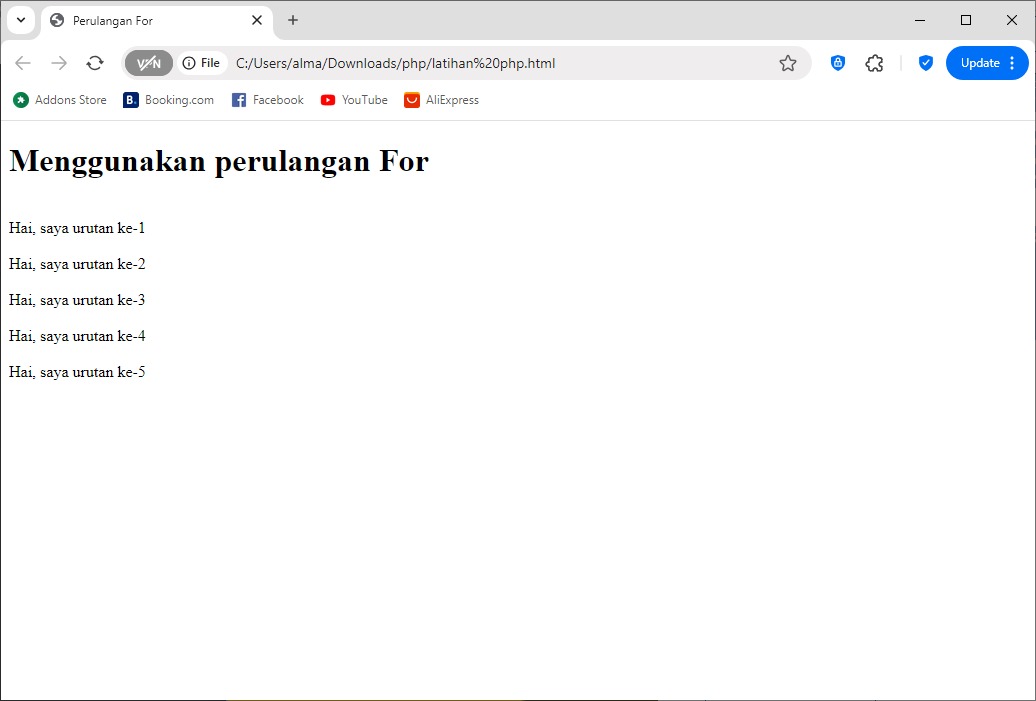 Perulangan For
VPN
File
C:/Users/alma/Downloads/php/latihan%20php.html
Update
Addons Store
B. Booking.com
Facebook
YouTube
AliExpress
Menggunakan perulangan For
Hai, saya urutan ke-1
Hai, saya urutan ke-2
Hai, saya urutan ke-3
Hai, saya urutan ke-4
Hai, saya urutan ke-5